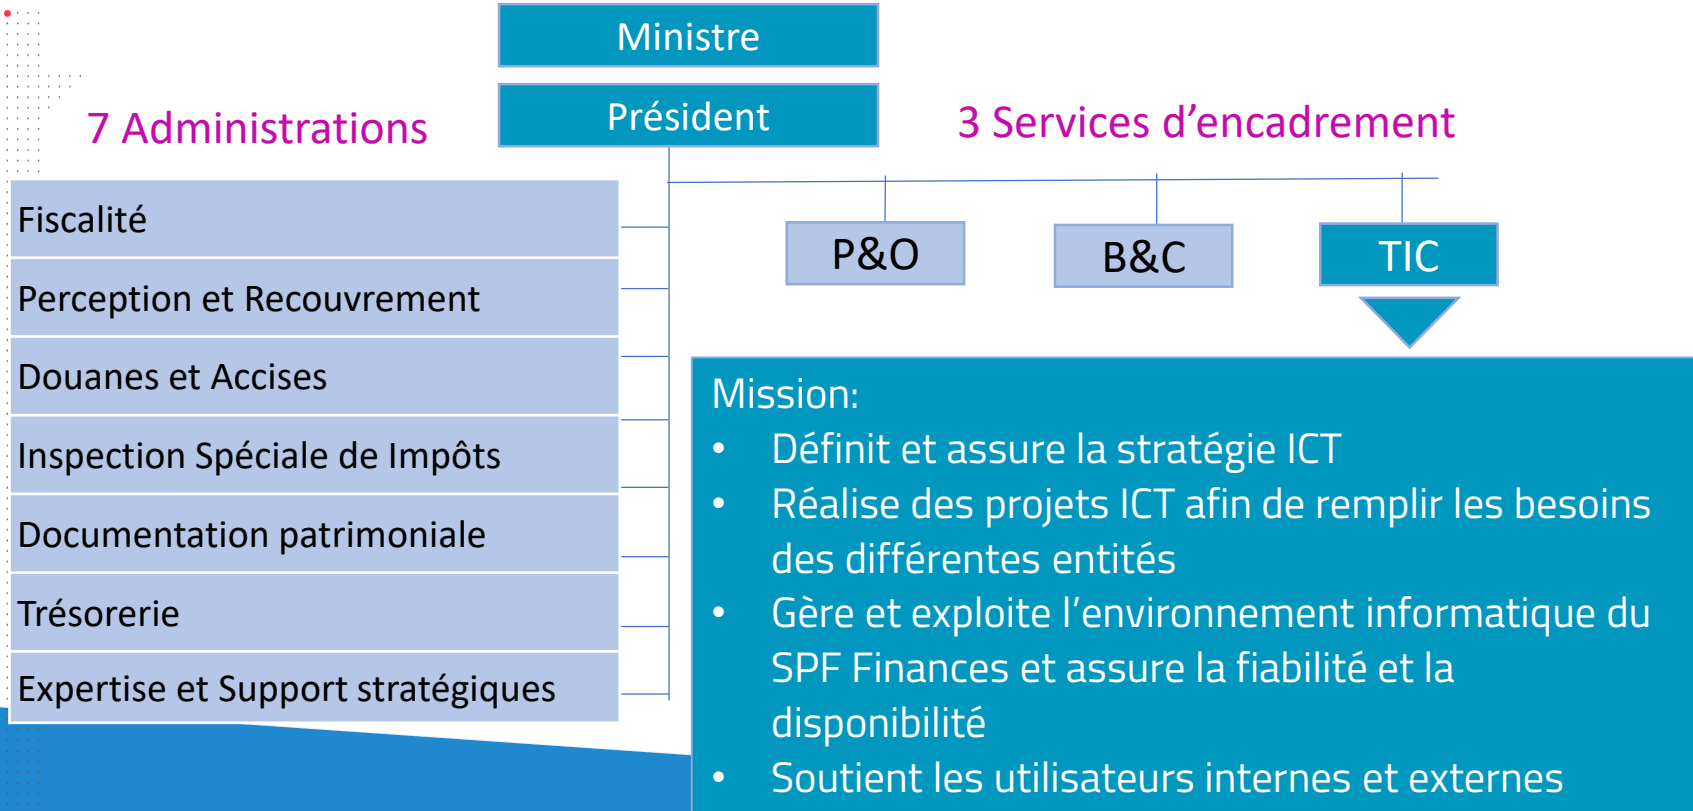 Ministre
Président
7 Administrations
3 Services d’encadrement
Fiscalité
Perception et Recouvrement
Douanes et Accises
Inspection Spéciale de Impôts
Documentation patrimoniale
Trésorerie
Expertise et Support stratégiques
P&O
B&C
TIC
Mission:
• Définit et assure la stratégie ICT
• Réalise des projets ICT afin de remplir les besoins
des différentes entités
• Gère et exploite l’environnement informatique du
SPF Finances et assure la fiabilité et la
disponibilité
• Soutient les utilisateurs internes et externes